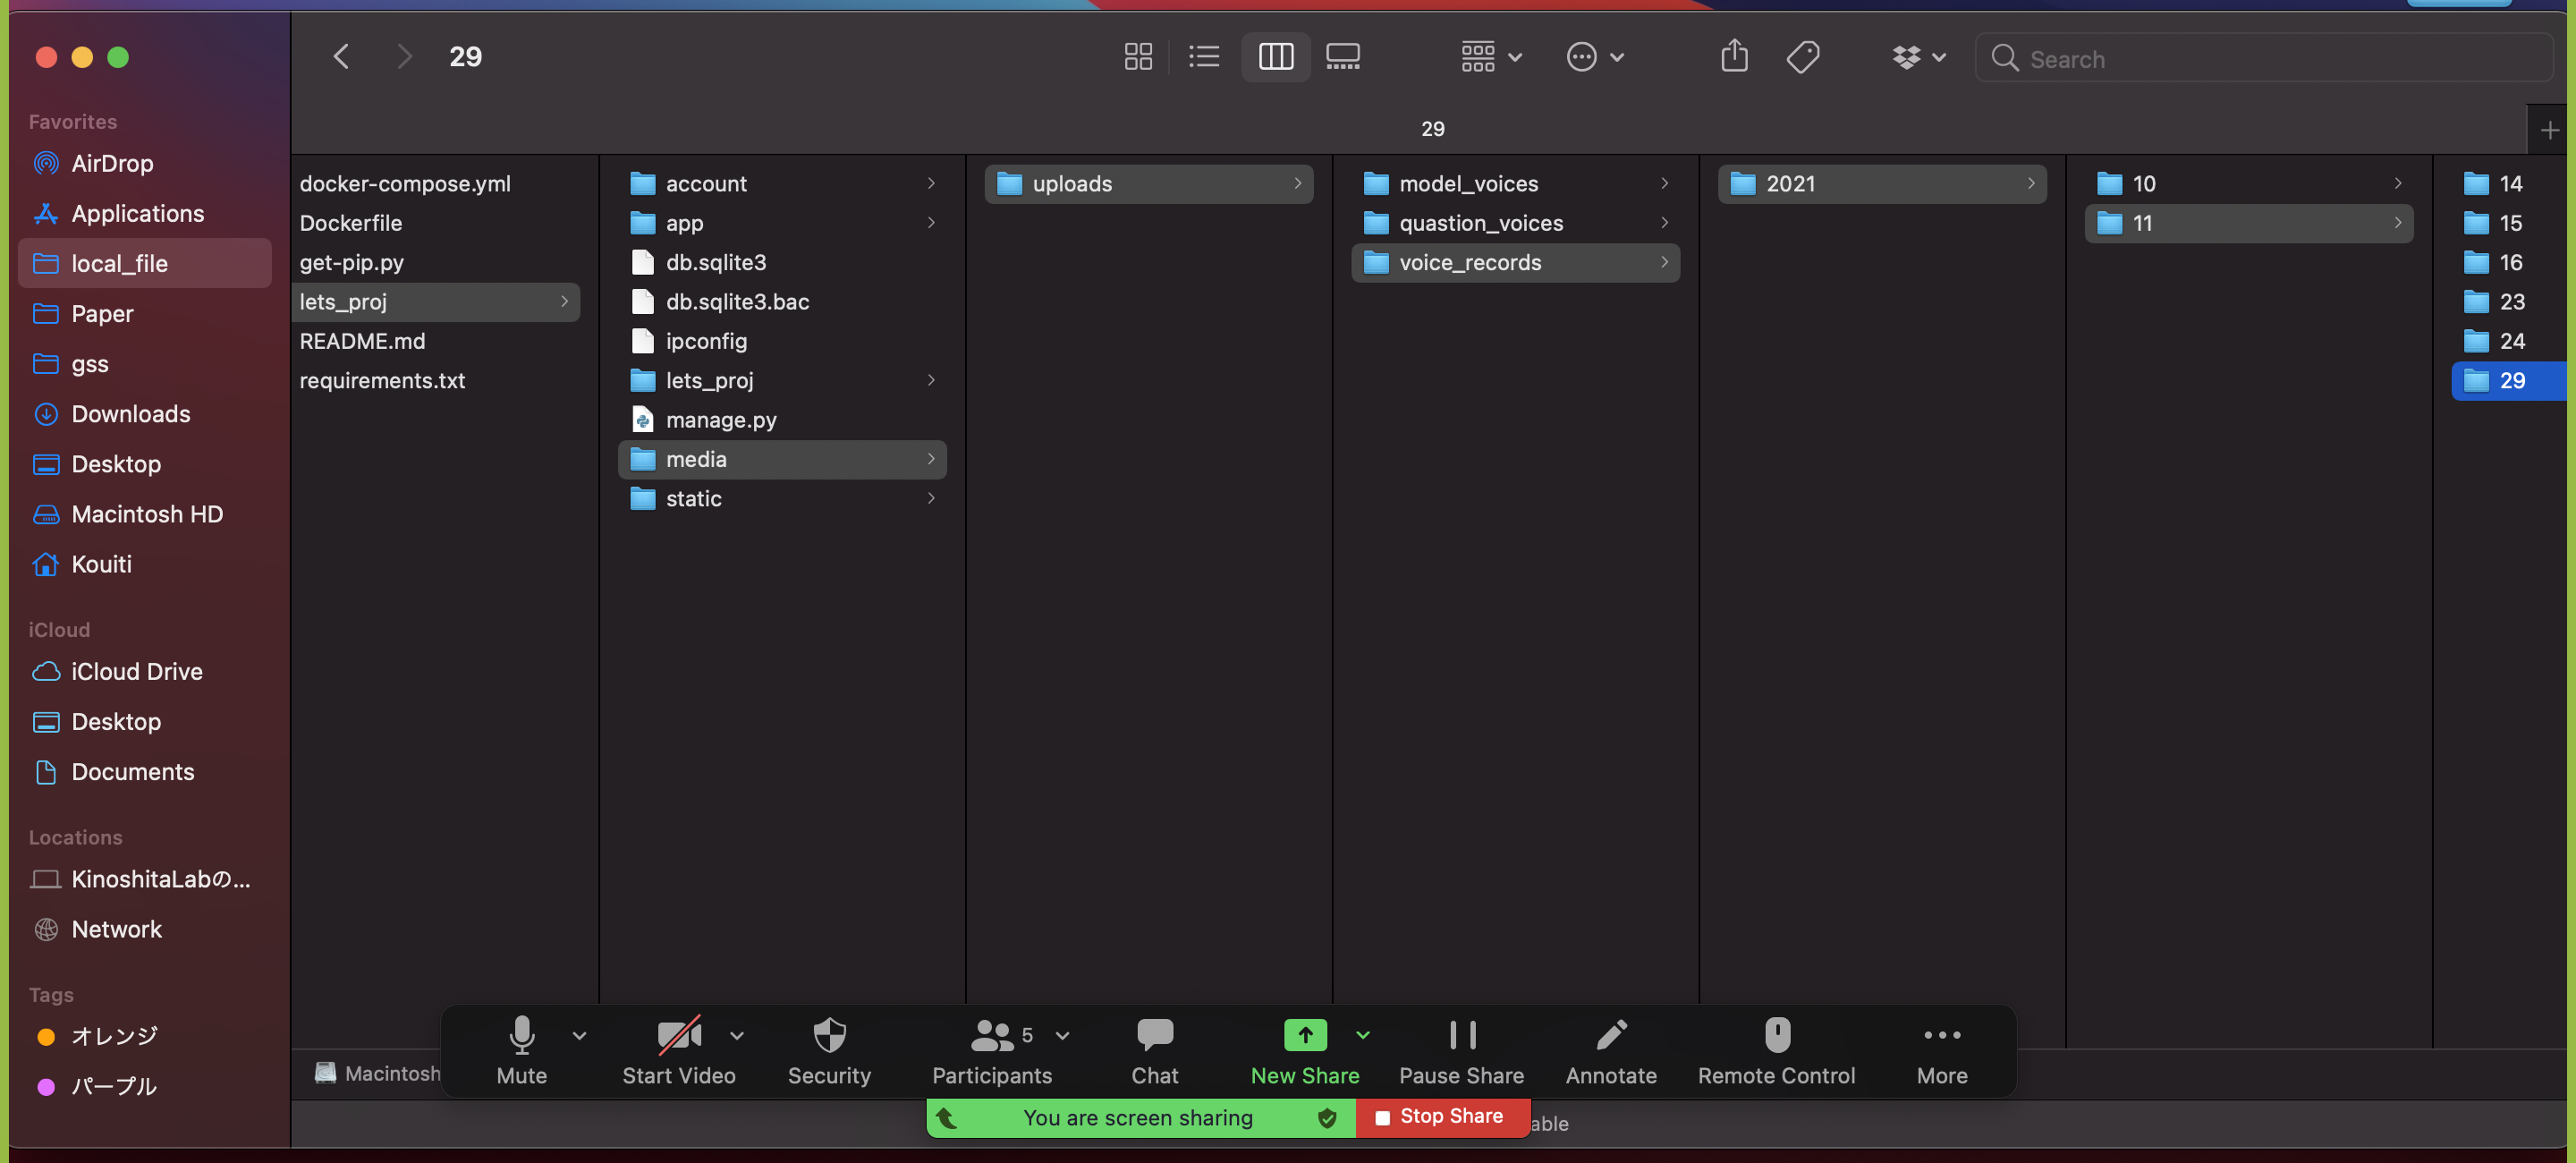 29
Search
29
Favorites
AirDrop
Applications
local_file
Paper
gss
Downloads
Desktop
Macintosh HD
Kouiti
iCloud
iCloud Drive
Desktop
Documents
Locations
KinoshitaLabの...
Network
Tags
オレンジ
パープル
docker-compose.yml
Dockerfile
get-pip.py
lets_proj
README.md
requirements.txt
account
app
db.sqlite3
db.sqlite3.bac
ipconfig
lets_proj
manage.py
media
static
uploads
model_voices
quastion_voices
voice_records
2021
10
11
14
15
16
23
24
29
Macintosh
Mute
Start Video
Security
5
Participants
Chat
New Share
Pause Share
Annotate
Remote Control
More
You are screen sharing
Stop Share
able